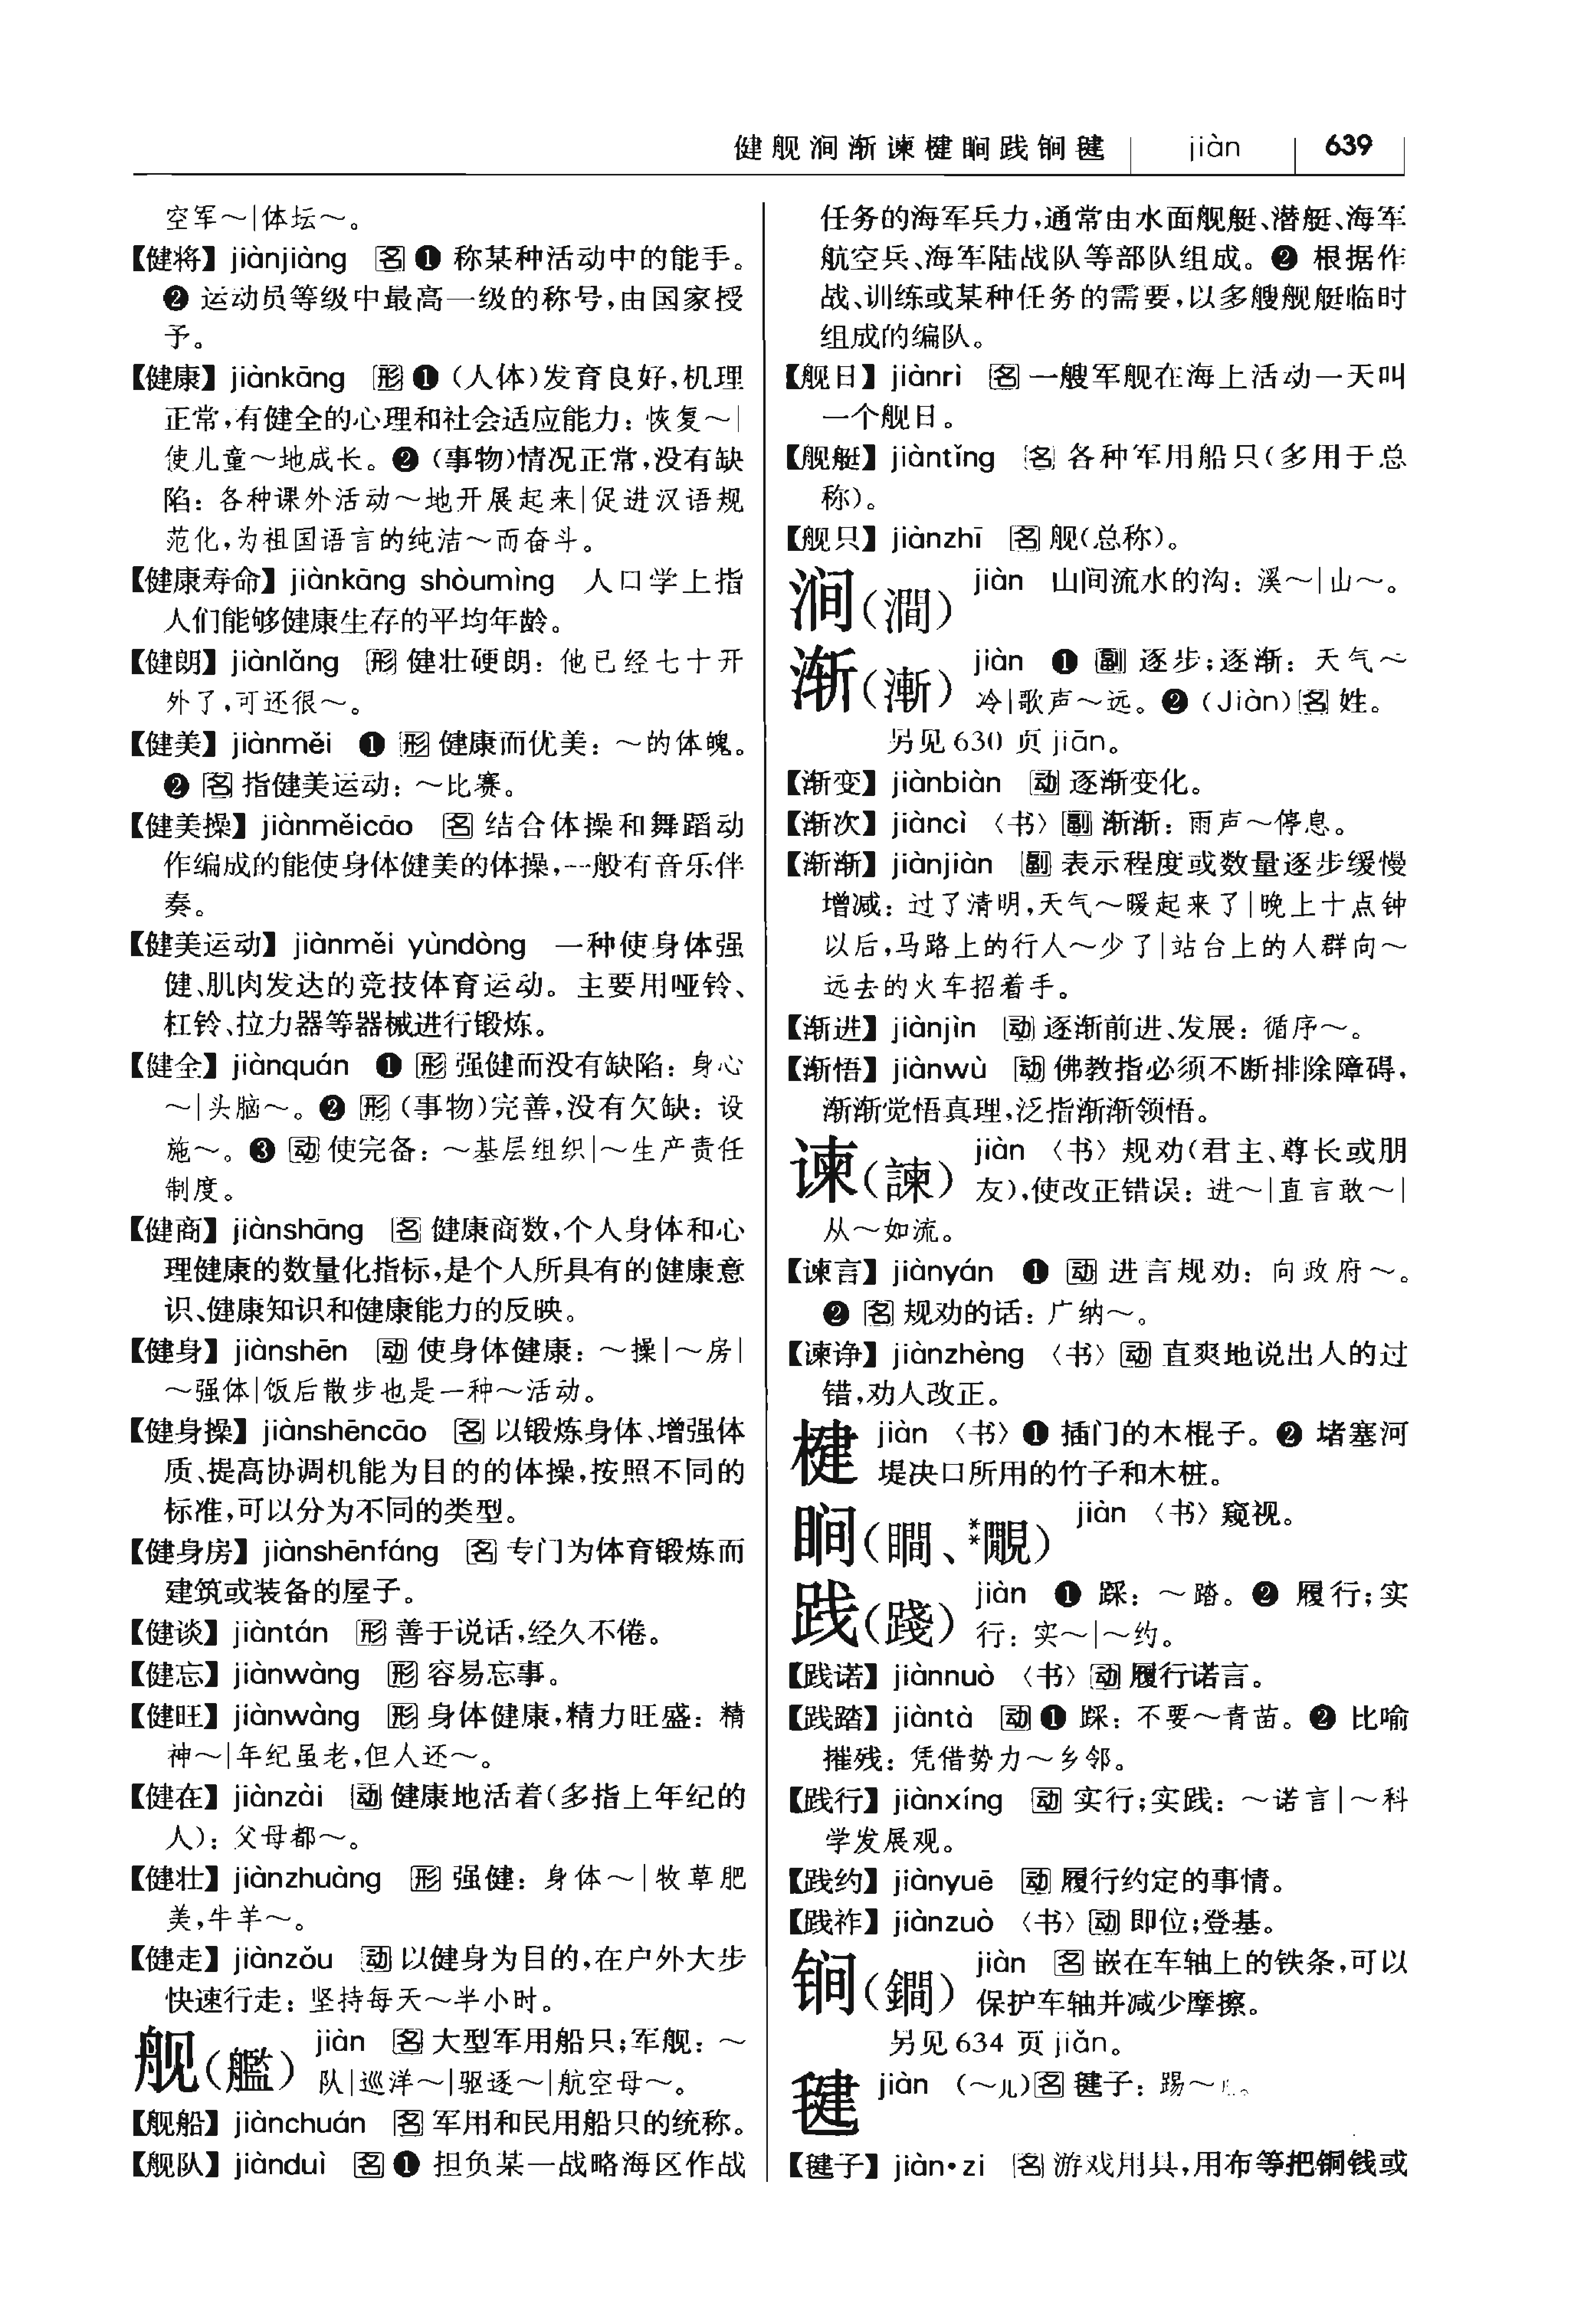 健舰涧渐谏楗瞷践锏毽 jiàn 639
空军～|体坛～。
【健将】jiànjiàng 名❶ 称某种活动中的能手。
❷ 运动员等级中最高一级的称号,由国家授
予。
【健康】jiànkāng 形❶(人体)发育良好,机理
正常,有健全的心理和社会适应能力：恢复～|
使儿童～地成长。❷(事物)情况正常,没有缺
陷：各种课外活动～地开展起来|促进汉语规
范化,为祖国语言的纯洁～而奋斗。
【健康寿命】jiànkāng shòumìng 人口学上指
人们能够健康生存的平均年龄。
【健朗】jiànlǎng 形 健壮硬朗：他已经七十开
外了,可还很～。
【健美】jiànměi ❶ 形 健康而优美：～的体魄。
❷ 名 指健美运动：～比赛。
【健美操】jiànměicāo 名 结合体操和舞蹈动
作编成的能使身体健美的体操,一般有音乐伴
奏。
【健美运动】jiànměi yùndòng 一种使身体强
健、肌肉发达的竞技体育运动。主要用哑铃、
杠铃、拉力器等器械进行锻炼。
【健全】jiànquán ❶ 形 强健而没有缺陷：身心
～|头脑～。❷ 形(事物)完善,没有欠缺：设
施～。❸ 动 使完备：～基层组织|～生产责任
制度。
【健商】jiànshāng 名 健康商数,个人身体和心
理健康的数量化指标,是个人所具有的健康意
识、健康知识和健康能力的反映。
【健身】jiànshēn 动 使身体健康：～操|～房|
～强体|饭后散步也是一种～活动。
【健身操】jiànshēncāo 名 以锻炼身体、增强体
质、提高协调机能为目的的体操,按照不同的
标准,可以分为不同的类型。
【健身房】jiànshēnfáng 名 专门为体育锻炼而
建筑或装备的屋子。
【健谈】jiàntán 形 善于说话,经久不倦。
【健忘】jiànwàng 形 容易忘事。
【健旺】jiànwàng 形 身体健康,精力旺盛：精
神～|年纪虽老,但人还～。
【健在】jiànzài 动 健康地活着(多指上年纪的
人)：父母都～。
【健壮】jiànzhuàng 形 强健：身体～|牧草肥
美,牛羊～。
【健走】jiànzǒu 动 以健身为目的,在户外大步
快速行走：坚持每天～半小时。
舰(艦) jiàn 名 大型军用船只;军舰：～
队|巡洋～|驱逐～|航空母～。
【舰船】jiànchuán 名 军用和民用船只的统称。
【舰队】jiànduì 名❶ 担负某一战略海区作战
任务的海军兵力,通常由水面舰艇、潜艇、海军
航空兵、海军陆战队等部队组成。❷ 根据作
战、训练或某种任务的需要,以多艘舰艇临时
组成的编队。
【舰日】jiànrì 名 一艘军舰在海上活动一天叫
一个舰日。
【舰艇】jiàntǐng 名 各种军用船只(多用于总
称)。
【舰只】jiànzhī 名 舰(总称)。
涧(澗) jiàn 山间流水的沟：溪～|山～。
渐(漸) jiàn ❶ 副 逐步;逐渐：天气～
冷|歌声～远。❷(Jiàn)名 姓。
另见 630 页 jiān。
【渐变】jiànbiàn 动 逐渐变化。
【渐次】jiàncì 〈书〉副 渐渐：雨声～停息。
【渐渐】jiànjiàn 副 表示程度或数量逐步缓慢
增减：过了清明,天气～暖起来了|晚上十点钟
以后,马路上的行人～少了|站台上的人群向～
远去的火车招着手。
【渐进】jiànjìn 动 逐渐前进、发展：循序～。
【渐悟】jiànwù 动 佛教指必须不断排除障碍,
渐渐觉悟真理,泛指渐渐领悟。
谏(諫) jiàn 〈书〉规劝(君主、尊长或朋
友),使改正错误：进～|直言敢～|
从～如流。
【谏言】jiànyán ❶ 动 进言规劝：向政府～。
❷ 名 规劝的话：广纳～。
【谏诤】jiànzhèng 〈书〉动 直爽地说出人的过
错,劝人改正。
楗 jiàn 〈书〉❶ 插门的木棍子。❷ 堵塞河
堤决口所用的竹子和木桩。
瞷(瞯、**覸) jiàn 〈书〉窥视。
践(踐) jiàn ❶ 踩：～踏。❷ 履行;实
行：实～|～约。
【践诺】jiànnuò 〈书〉动 履行诺言。
【践踏】jiàntà 动❶ 踩：不要～青苗。❷ 比喻
摧残：凭借势力～乡邻。
【践行】jiànxíng 动 实行;实践：～诺言|～科
学发展观。
【践约】jiànyuē 动 履行约定的事情。
【践祚】jiànzuò 〈书〉动 即位;登基。
锏(鐧) jiàn 名 嵌在车轴上的铁条,可以
保护车轴并减少摩擦。
另见 634 页 jiǎn。
毽 jiàn (～儿)名 毽子：踢～儿。
【毽子】jiàn•zi 名 游戏用具,用布等把铜钱或